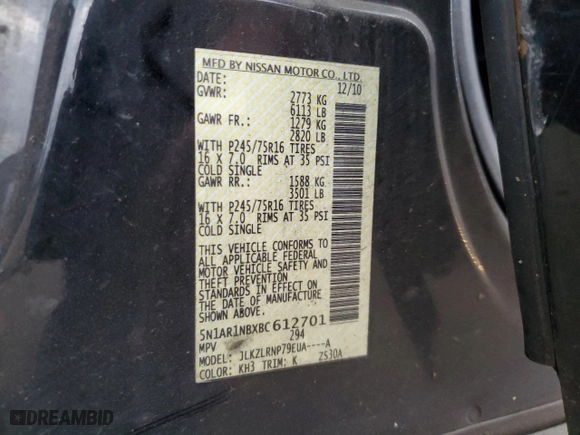 MFD BY NISSAN MOTOR CO., LTD.
DATE: 12/10
GVWR: 2773 KG
6113 LB
GAWR FR.: 1279 KG
2820 LB
WITH P245/75R16 TIRES
16 X 7.0 RIMS AT 35 PSI
COLD SINGLE
GAWR RR.: 1588 KG
3501 LB
WITH P245/75R16 TIRES
16 X 7.0 RIMS AT 35 PSI
COLD SINGLE
THIS VEHICLE CONFORMS TO
ALL APPLICABLE FEDERAL
MOTOR VEHICLE SAFETY AND
THEFT PREVENTION
STANDARDS IN EFFECT ON
THE DATE OF MANUFACTURE
SHOWN ABOVE.
5N1AR1NBXBC612701
MPV 294
MODEL: JLKZLRNP79EUA----A
COLOR: KH3 TRIM: K ZS30A
DREAMBID